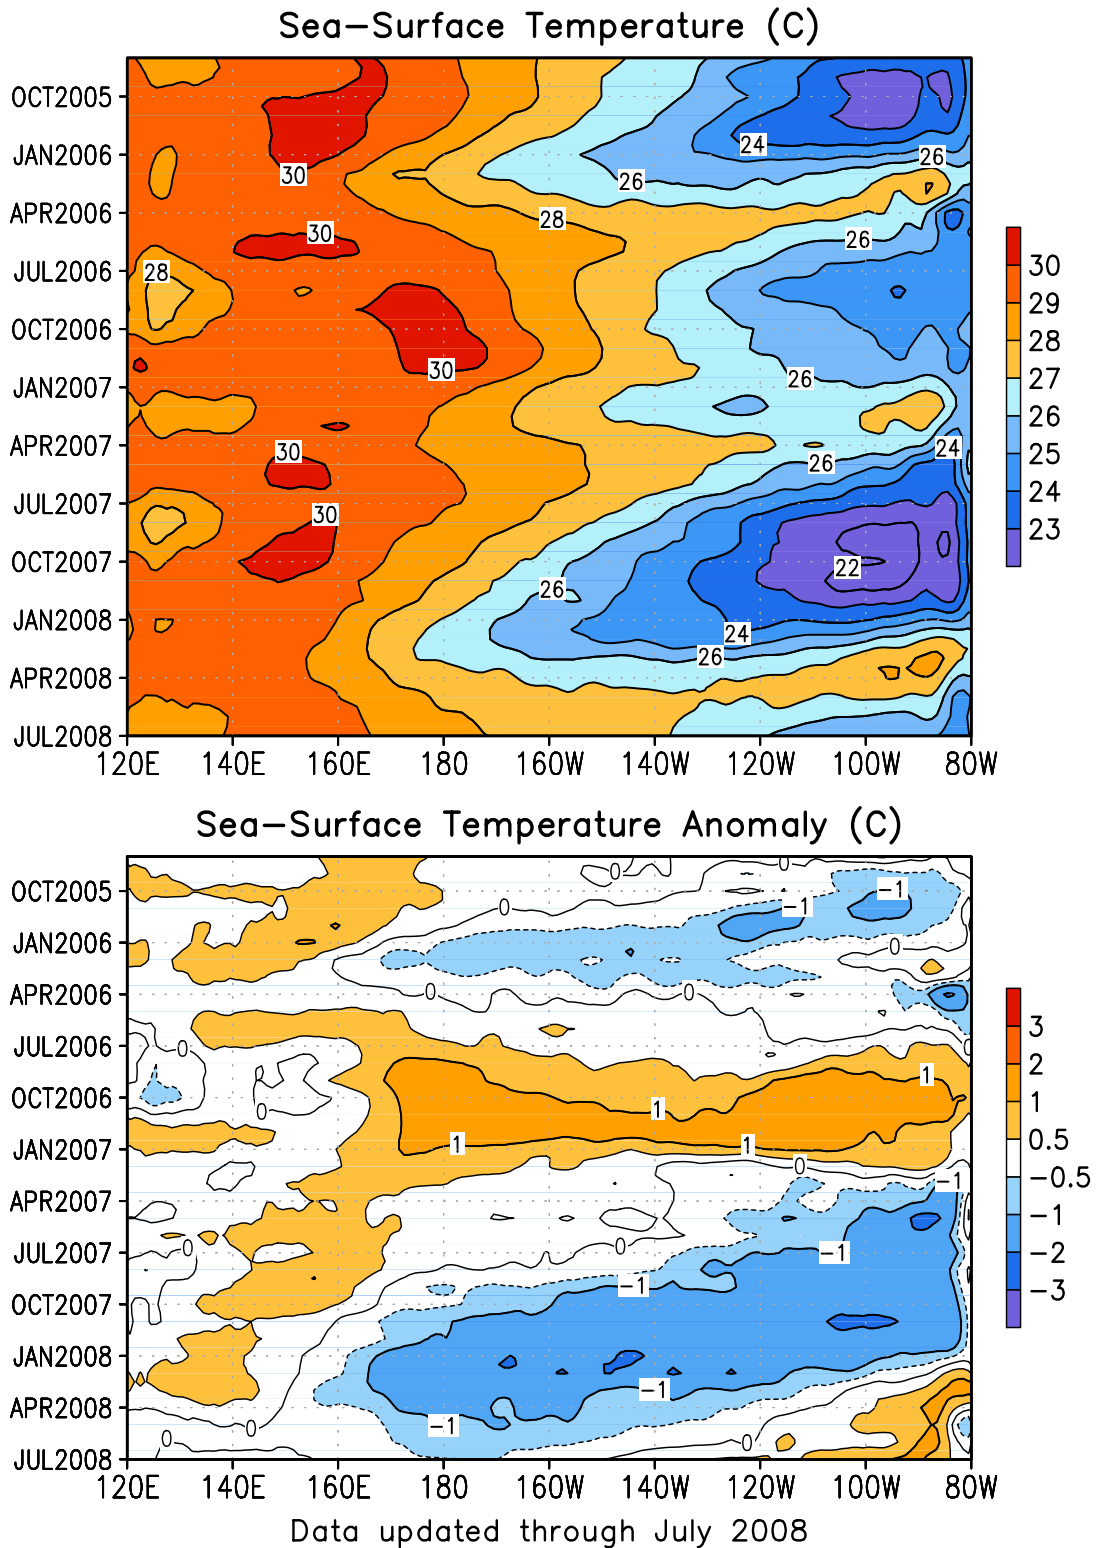 Sea-Surface Temperature (C)
OCT2005
JAN2006
APR2006
JUL2006
OCT2006
JAN2007
APR2007
JUL2007
OCT2007
JAN2008
APR2008
JUL2008
120E 140E 160E 180 160W 140W 120W 100W 80W
24
26
30
26
28
30
26
28
30
26
24
30
26
30
22
26
24
26
30
29
28
27
26
25
24
23
Sea-Surface Temperature Anomaly (C)
OCT2005
JAN2006
APR2006
JUL2006
OCT2006
JAN2007
APR2007
JUL2007
OCT2007
JAN2008
APR2008
JUL2008
120E 140E 160E 180 160W 140W 120W 100W 80W
0
0
-1
0
-1
0
0
0
0
0
1
0
1
1
1
0
-1
0
0
-1
-1
-1
0
-1
0
0
3
2
1
0.5
-0.5
-1
-2
-3
Data updated through July 2008